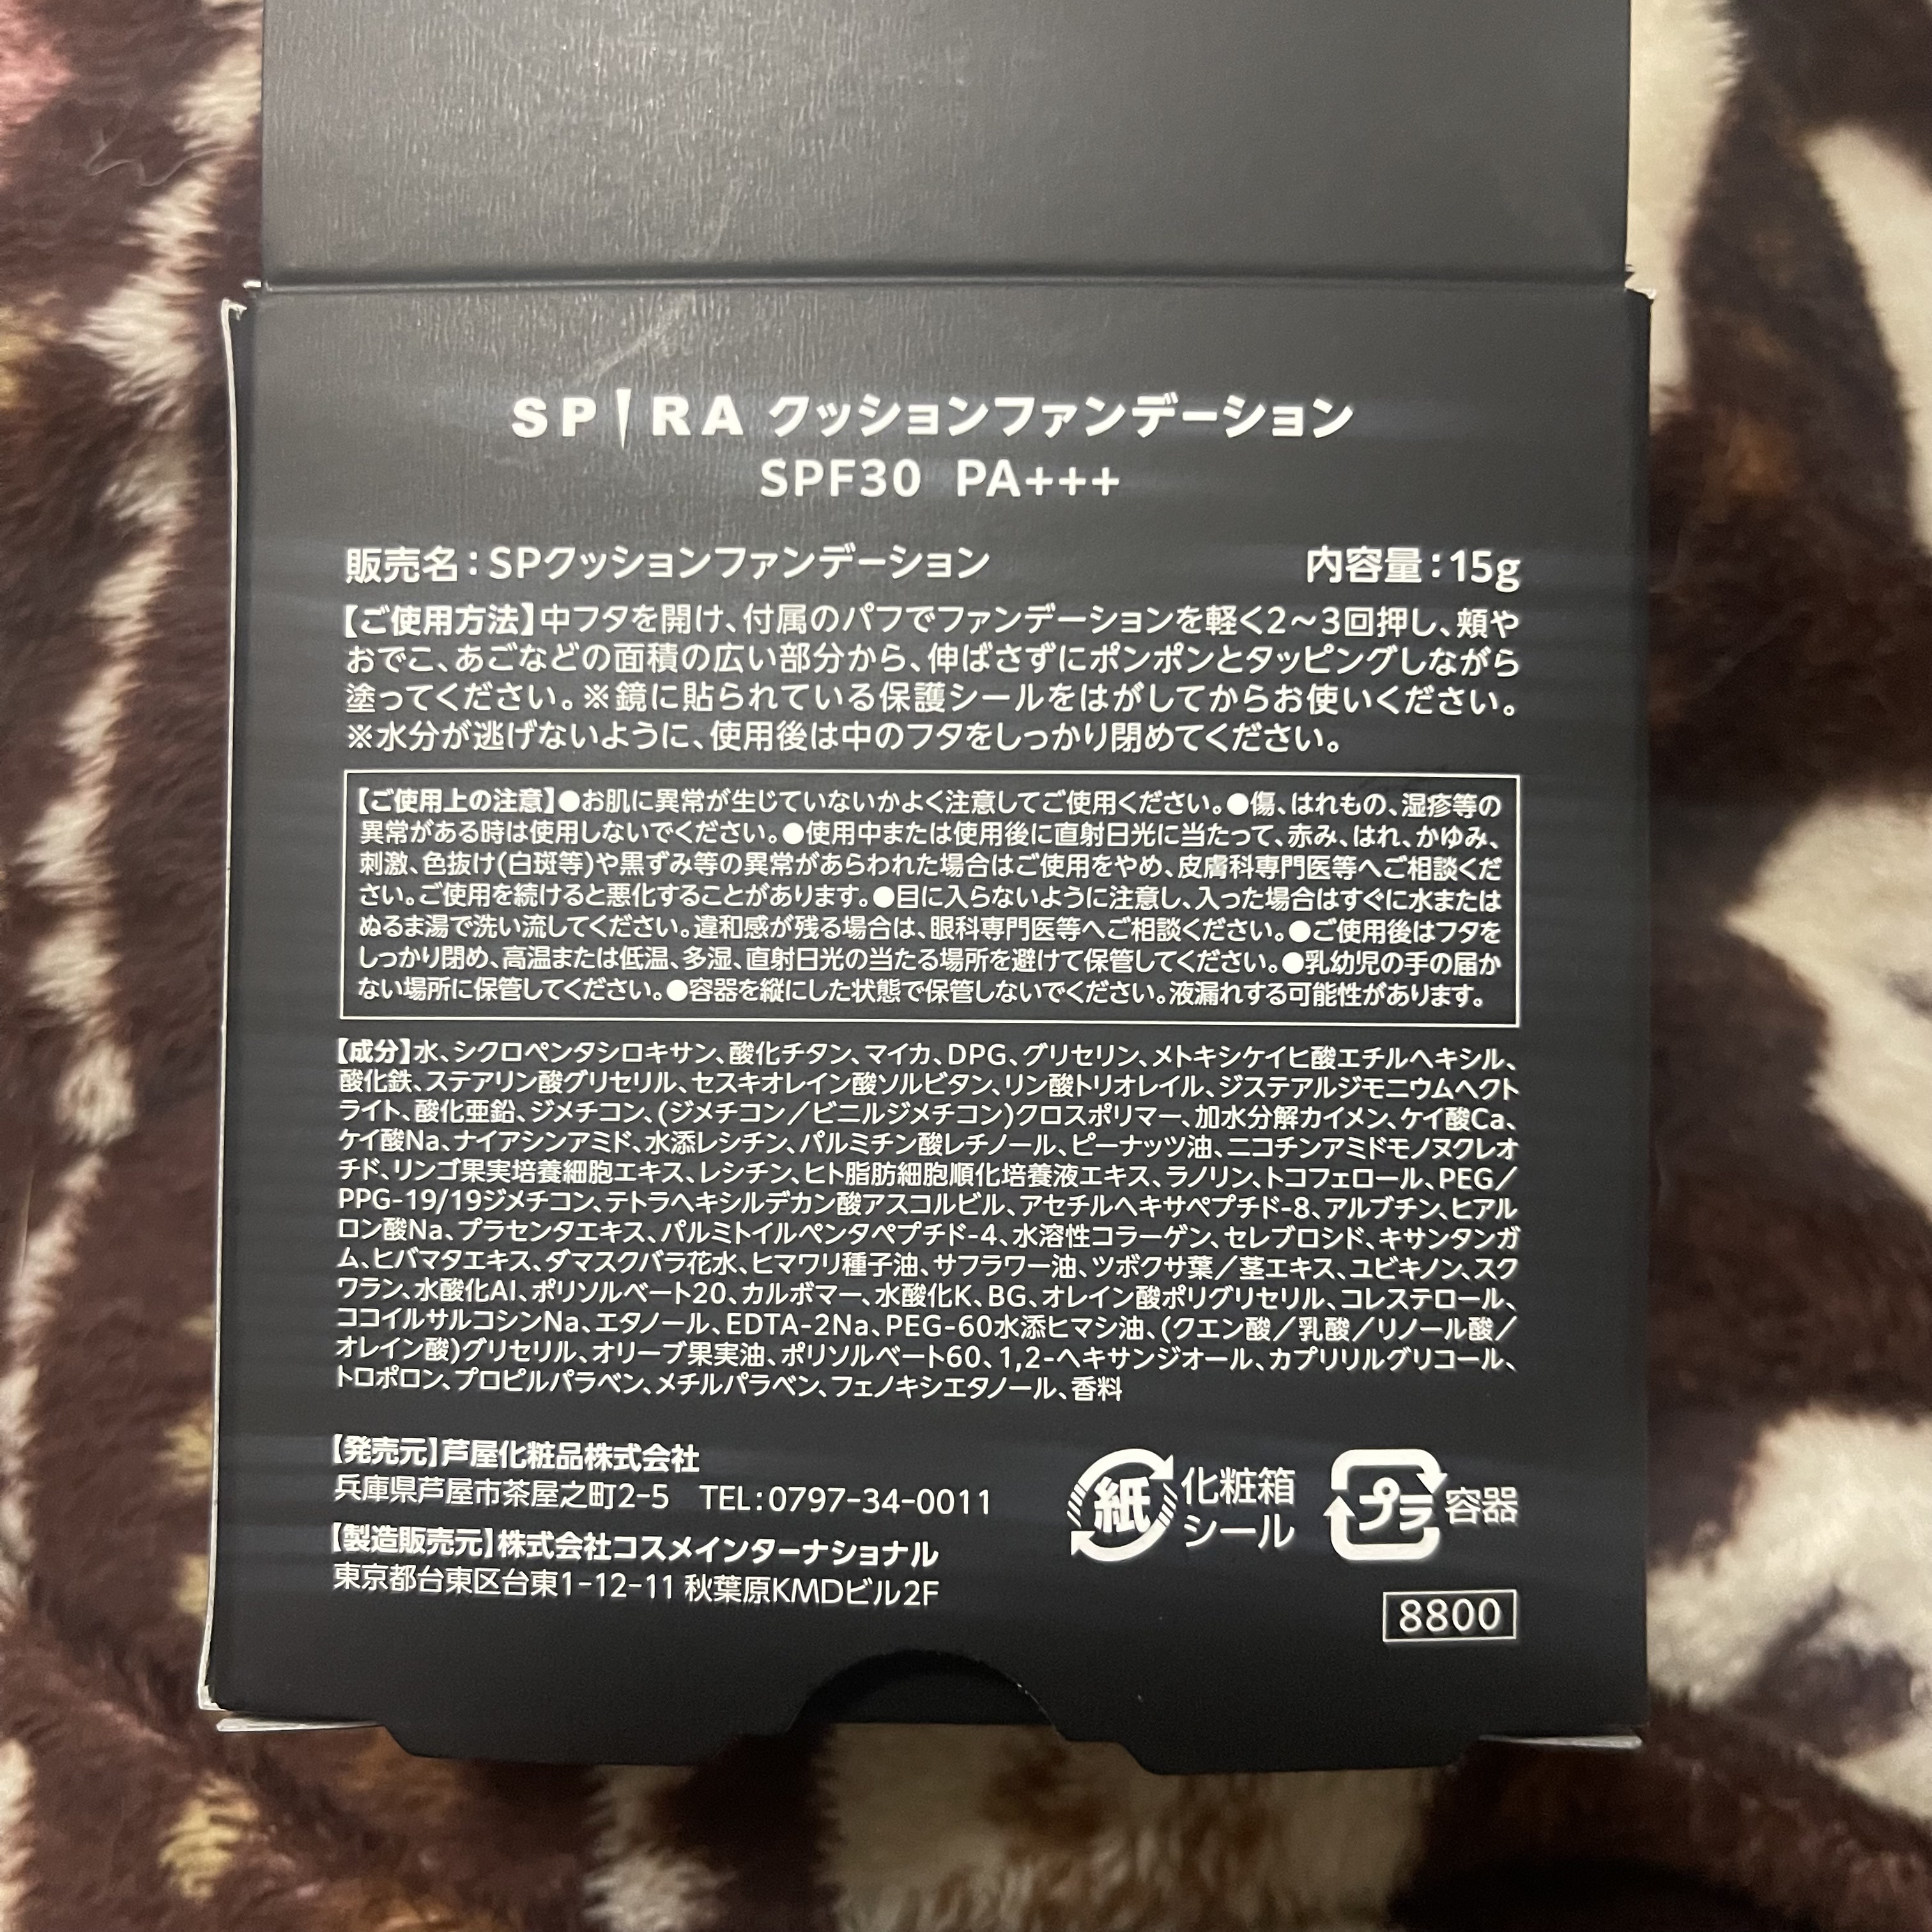 SPIRA クッションファンデーション
SPF30 PA+++
販売名：SPクッションファンデーション 内容量：15g
【ご使用方法】中フタを開け、付属のパフでファンデーションを軽く2～3回押し、頬や
おでこ、あごなどの面積の広い部分から、伸ばさずにポンポンとタッピングしながら
塗ってください。※鏡に貼られている保護シールをはがしてからお使いください。
※水分が逃げないように、使用後は中のフタをしっかり閉めてください。
【ご使用上の注意】●お肌に異常が生じていないかよく注意してご使用ください。●傷、はれもの、湿疹等の
異常がある時は使用しないでください。●使用中または使用後に直射日光に当たって、赤み、はれ、かゆみ、
刺激、色抜け(白斑等)や黒ずみ等の異常があらわれた場合はご使用をやめ、皮膚科専門医等へご相談くだ
さい。ご使用を続けると悪化することがあります。●目に入らないように注意し、入った場合はすぐに水または
ぬるま湯で洗い流してください。違和感が残る場合は、眼科専門医等へご相談ください。●ご使用後はフタを
しっかり閉め、高温または低温、多湿、直射日光の当たる場所を避けて保管してください。●乳幼児の手の届か
ない場所に保管してください。●容器を縦にした状態で保管しないでください。液漏れする可能性があります。
【成分】水、シクロペンタシロキサン、酸化チタン、マイカ、DPG、グリセリン、メトキシケイヒ酸エチルヘキシル、
酸化鉄、ステアリン酸グリセリル、セスキオレイン酸ソルビタン、リン酸トリオレイル、ジステアルジモニウムヘクト
ライト、酸化亜鉛、ジメチコン、(ジメチコン／ビニルジメチコン)クロスポリマー、加水分解カイメン、ケイ酸Ca、
ケイ酸Na、ナイアシンアミド、水添レシチン、パルミチン酸レチノール、ピーナッツ油、ニコチンアミドモノヌクレオ
チド、リンゴ果実培養細胞エキス、レシチン、ヒト脂肪細胞順化培養液エキス、ラノリン、トコフェロール、PEG／
PPG-19/19ジメチコン、テトラヘキシルデカン酸アスコルビル、アセチルヘキサペプチド-8、アルブチン、ヒアル
ロン酸Na、プラセンタエキス、パルミトイルペンタペプチド-4、水溶性コラーゲン、セレブロシド、キサンタンガ
ム、ヒバマタエキス、ダマスクバラ花水、ヒマワリ種子油、サフラワー油、ツボクサ葉／茎エキス、ユビキノン、スク
ワラン、水酸化Al、ポリソルベート20、カルボマー、水酸化K、BG、オレイン酸ポリグリセリル、コレステロール、
ココイルサルコシンNa、エタノール、EDTA-2Na、PEG-60水添ヒマシ油、(クエン酸／乳酸／リノール酸／
オレイン酸)グリセリル、オリーブ果実油、ポリソルベート60、1,2-ヘキサンジオール、カプリリルグリコール、
トロポロン、プロピルパラベン、メチルパラベン、フェノキシエタノール、香料
【発売元】芦屋化粧品株式会社
兵庫県芦屋市茶屋之町2-5 TEL:0797-34-0011
【製造販売元】株式会社コスメインターナショナル
東京都台東区台東1-12-11 秋葉原KMDビル2F
紙 化粧箱
シール
プラ 容器
8800